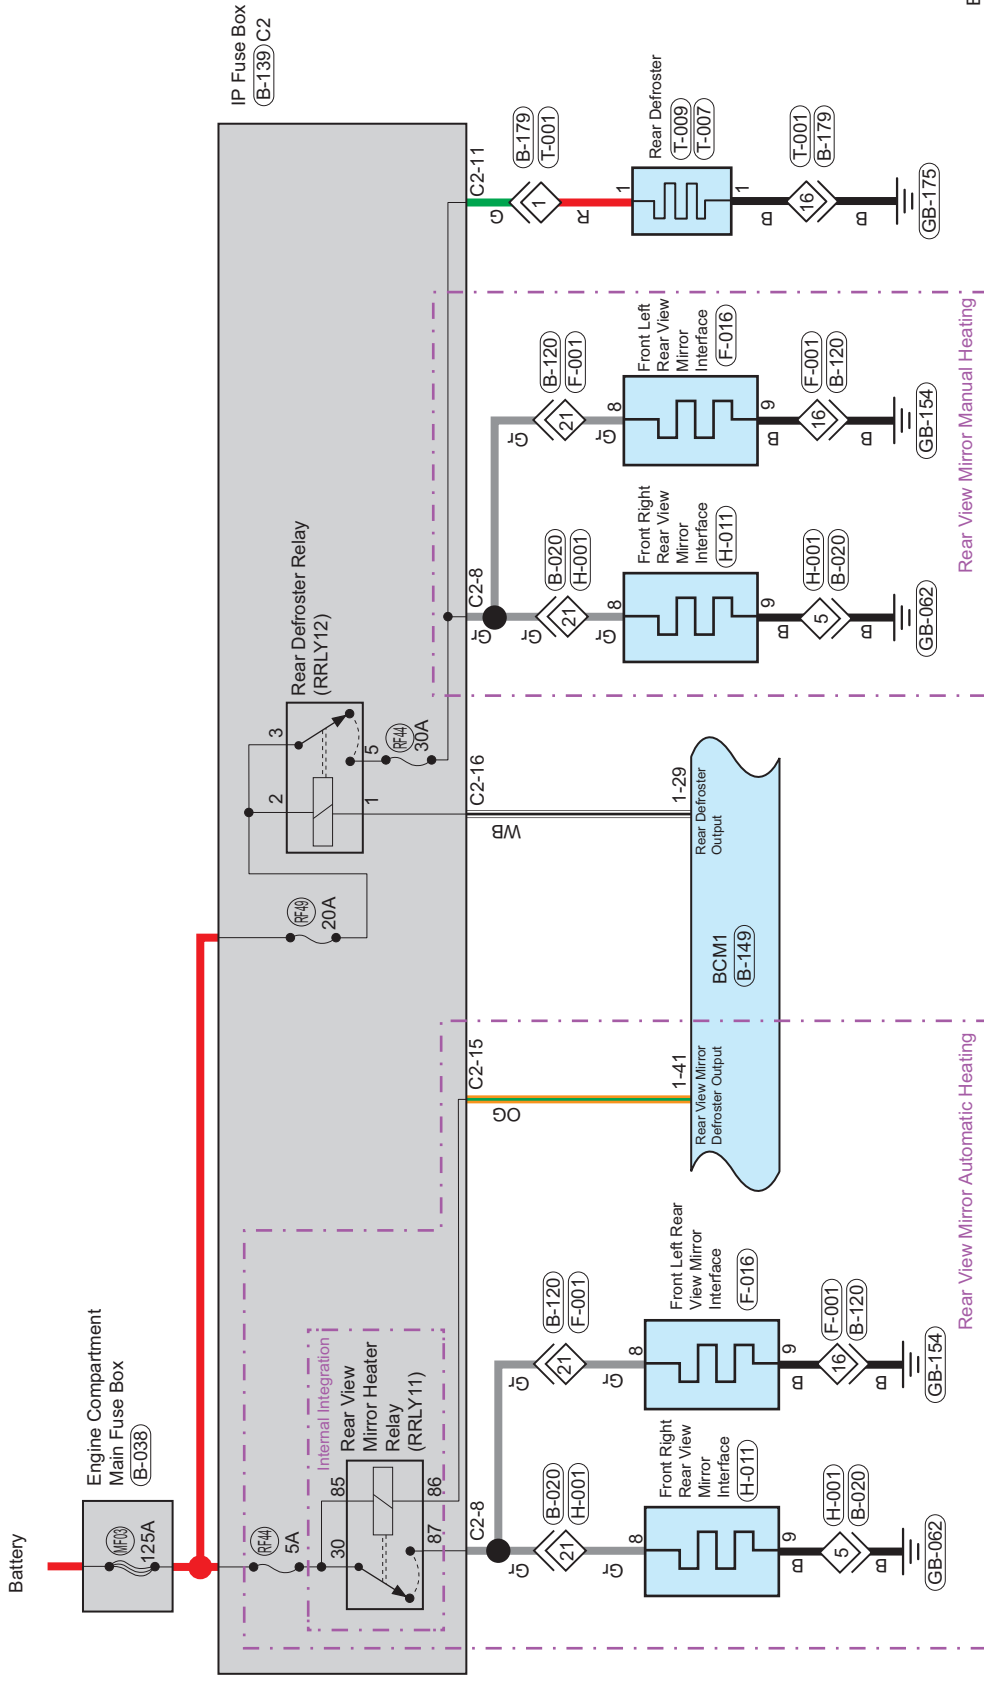 Battery
Engine Compartment
Main Fuse Box
B-038
MF03
125A
IP Fuse Box
B-139 C2
RF44
5A
Internal Integration
Rear View
Mirror Heater
Relay
(RRLY11)
85
30
86
87
RF49
20A
Rear Defroster Relay
(RRLY12)
3
2
5
1
RF44
30A
C2-8
C2-15
C2-16
C2-8
C2-11
Gr
Gr
OG
WB
Gr
Gr
Gr
G
B-020
H-001
21
B-120
F-001
21
B-020
H-001
21
B-120
F-001
21
B-179
T-001
1
Gr
Gr
Gr
Gr
R
1-41
Rear View Mirror
Defroster Output
BCM1
B-149
1-29
Rear Defroster
Output
8
Front Right
Rear View
Mirror
Interface
H-011
9
8
Front Left Rear
View Mirror
Interface
F-016
9
8
Front Right
Rear View
Mirror
Interface
H-011
9
8
Front Left
Rear View
Mirror
Interface
F-016
9
1
Rear Defroster
T-009
T-007
1
B
B
B
B
B
H-001
B-020
5
F-001
B-120
16
H-001
B-020
5
F-001
B-120
16
T-001
B-179
16
B
B
B
B
B
GB-062
GB-154
GB-062
GB-154
GB-175
Rear View Mirror Automatic Heating
Rear View Mirror Manual Heating